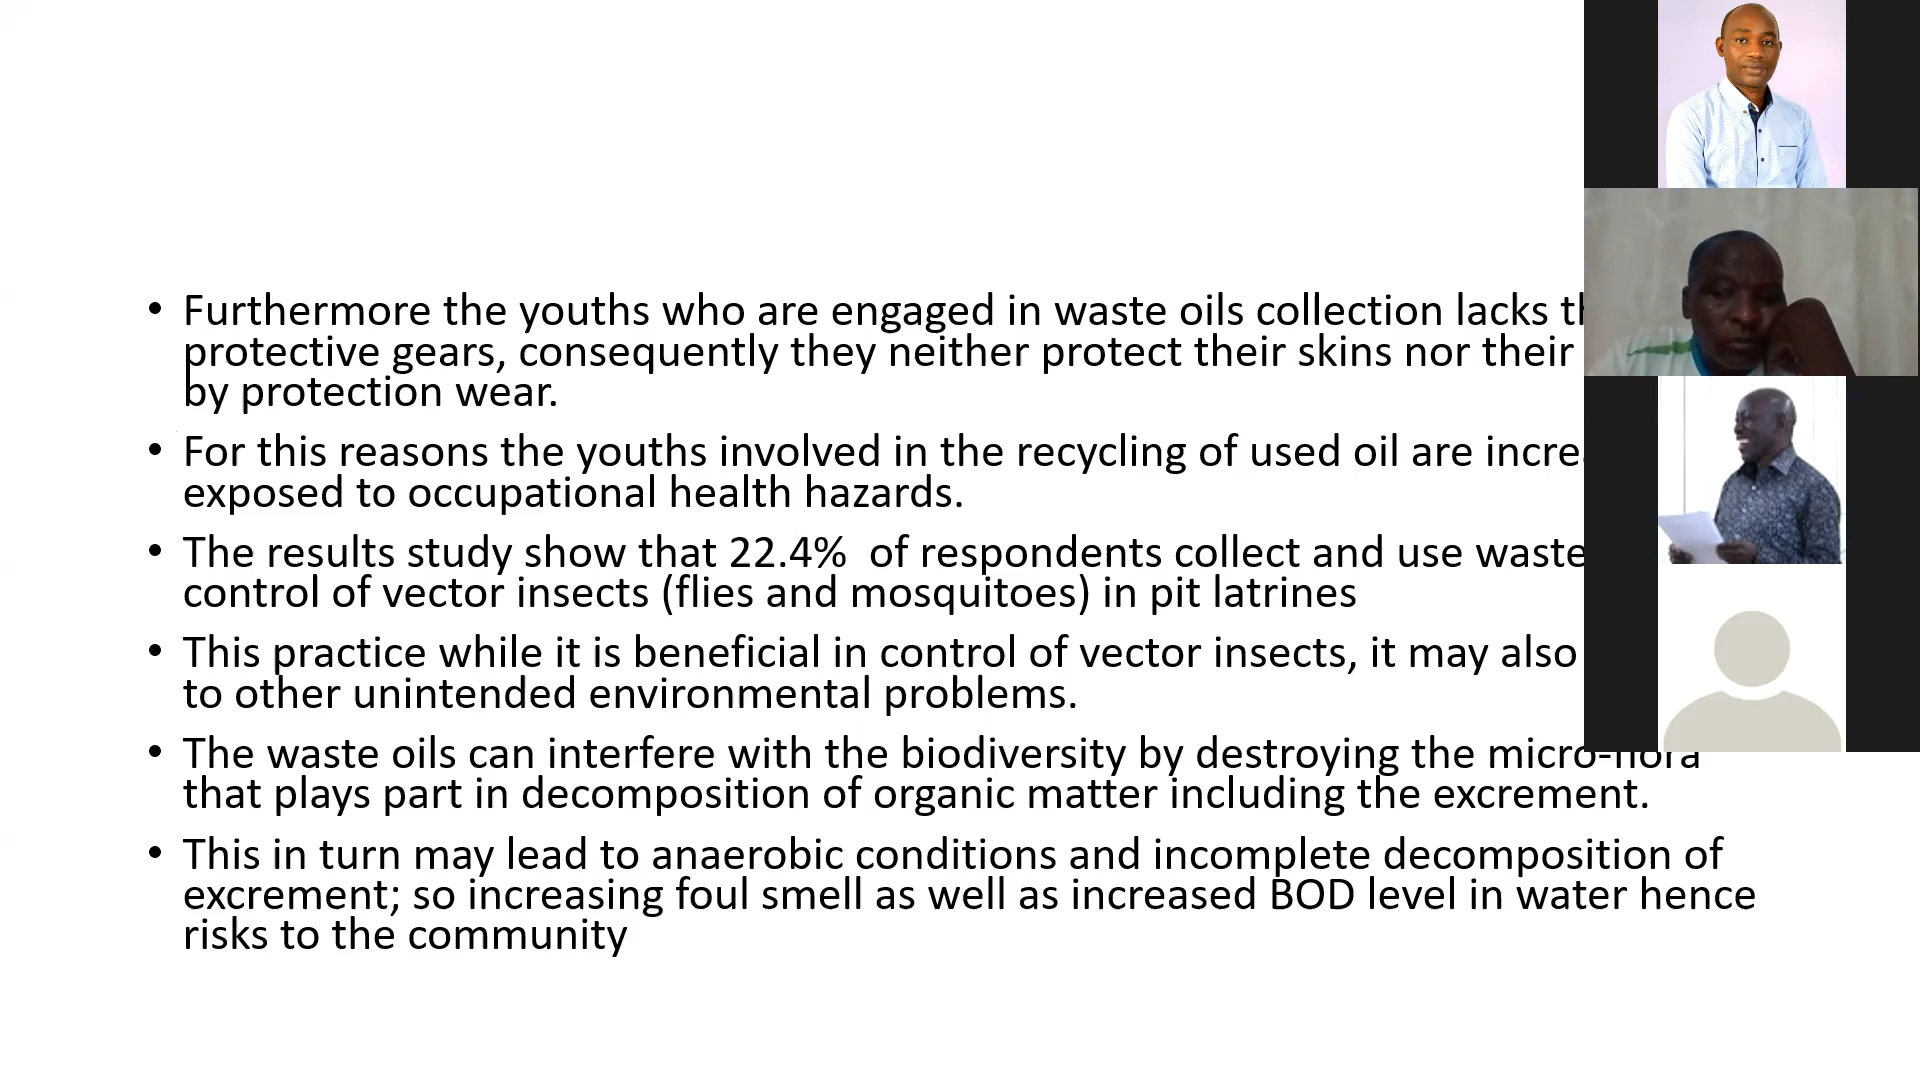 • Furthermore the youths who are engaged in waste oils collection lacks
protective gears, consequently they neither protect their skins nor their
by protection wear.
• For this reasons the youths involved in the recycling of used oil are
exposed to occupational health hazards.
• The results study show that 22.4% of respondents collect and use waste
control of vector insects (flies and mosquitoes) in pit latrines
• This practice while it is beneficial in control of vector insects, it may also
to other unintended environmental problems.
• The waste oils can interfere with the biodiversity by destroying the micro-flora
that plays part in decomposition of organic matter including the excrement.
• This in turn may lead to anaerobic conditions and incomplete decomposition of
excrement; so increasing foul smell as well as increased BOD level in water hence
risks to the community